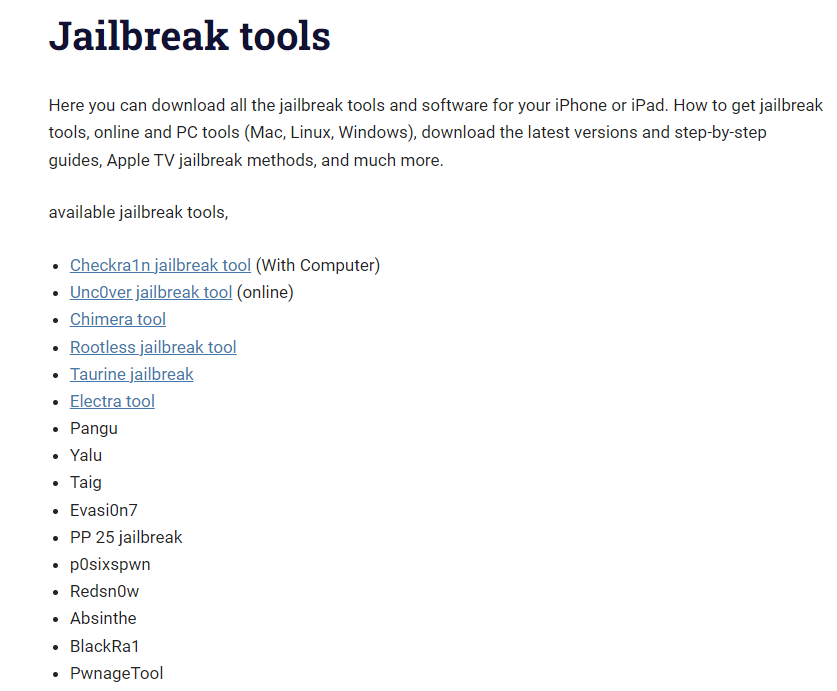 Jailbreak tools
Here you can download all the jailbreak tools and software for your iPhone or iPad. How to get jailbreak
tools, online and PC tools (Mac, Linux, Windows), download the latest versions and step-by-step
guides, Apple TV jailbreak methods, and much more.
available jailbreak tools,
• Checkra1n jailbreak tool (With Computer)
• Unc0ver jailbreak tool (online)
• Chimera tool
• Rootless jailbreak tool
• Taurine jailbreak
• Electra tool
• Pangu
• Yalu
• Taig
• Evasi0n7
• PP 25 jailbreak
• p0sixspwn
• Redsn0w
• Absinthe
• BlackRa1
• PwnageTool